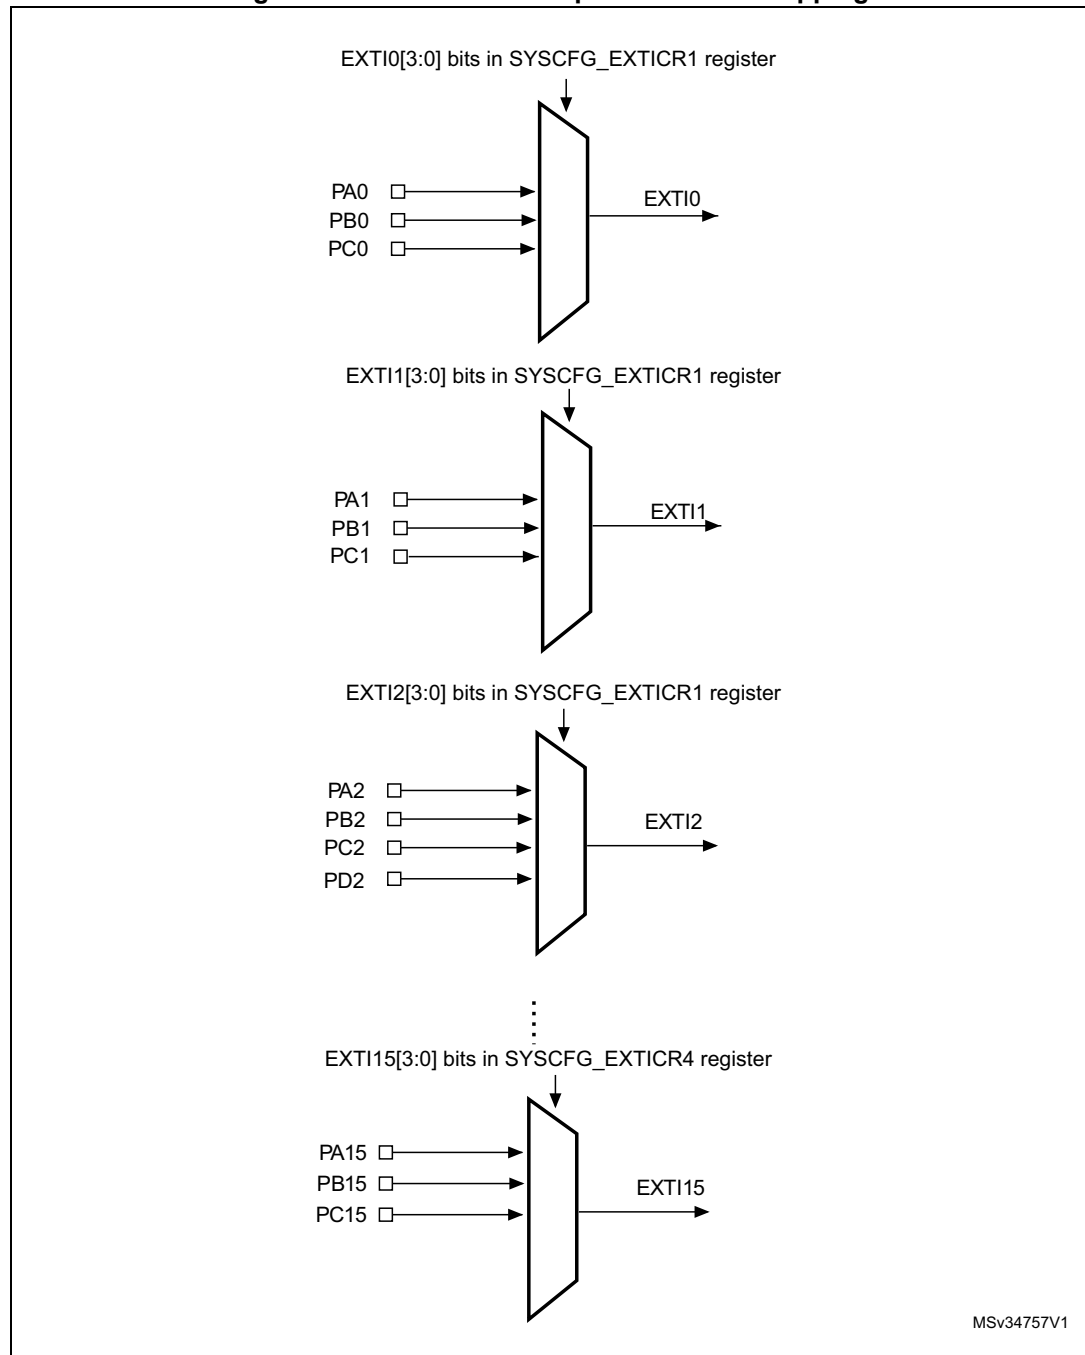 EXTI0[3:0] bits in SYSCFG_EXTICR1 register
PA0
PB0
PC0
EXTI0
EXTI1[3:0] bits in SYSCFG_EXTICR1 register
PA1
PB1
PC1
EXTI1
EXTI2[3:0] bits in SYSCFG_EXTICR1 register
PA2
PB2
PC2
PD2
EXTI2
EXTI15[3:0] bits in SYSCFG_EXTICR4 register
PA15
PB15
PC15
EXTI15
MSv34757V1